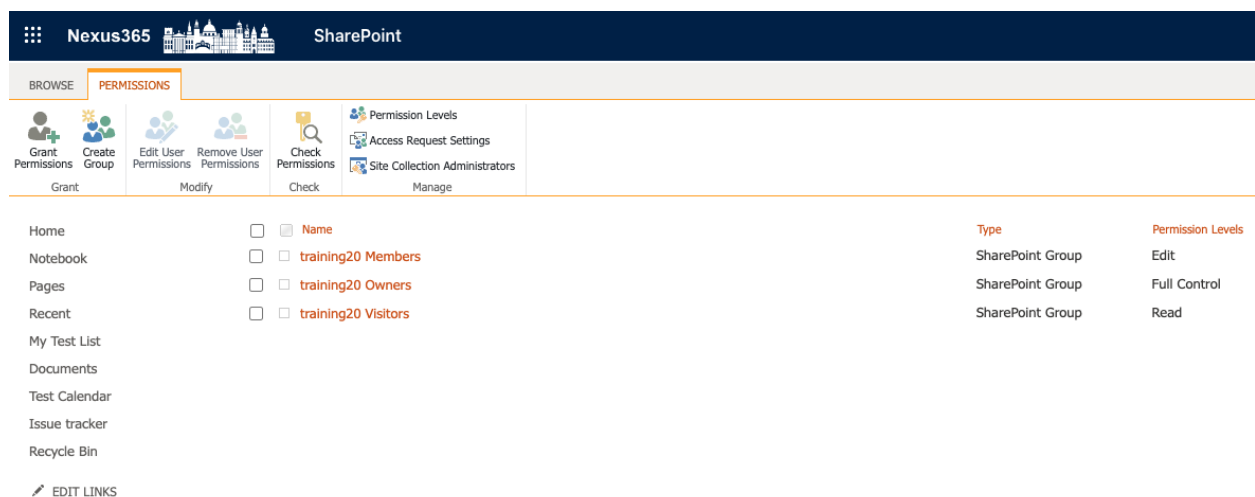 Nexus365 SharePoint
BROWSE PERMISSIONS
Grant Permissions
Create Group
Edit User Permissions
Remove User Permissions
Check Permissions
Permission Levels
Access Request Settings
Site Collection Administrators
Grant Modify Check Manage
Home
Notebook
Pages
Recent
My Test List
Documents
Test Calendar
Issue tracker
Recycle Bin
EDIT LINKS
Name Type Permission Levels
training20 Members SharePoint Group Edit
training20 Owners SharePoint Group Full Control
training20 Visitors SharePoint Group Read